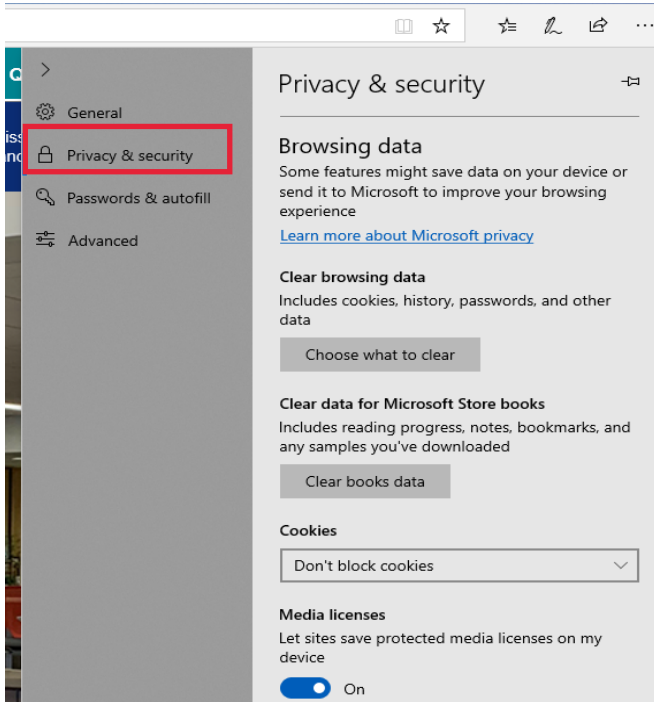 General
Privacy & security
Passwords & autofill
Advanced
Privacy & security
Browsing data
Some features might save data on your device or
send it to Microsoft to improve your browsing
experience
Learn more about Microsoft privacy
Clear browsing data
Includes cookies, history, passwords, and other
data
Choose what to clear
Clear data for Microsoft Store books
Includes reading progress, notes, bookmarks, and
any samples you've downloaded
Clear books data
Cookies
Don't block cookies
Media licenses
Let sites save protected media licenses on my
device
On